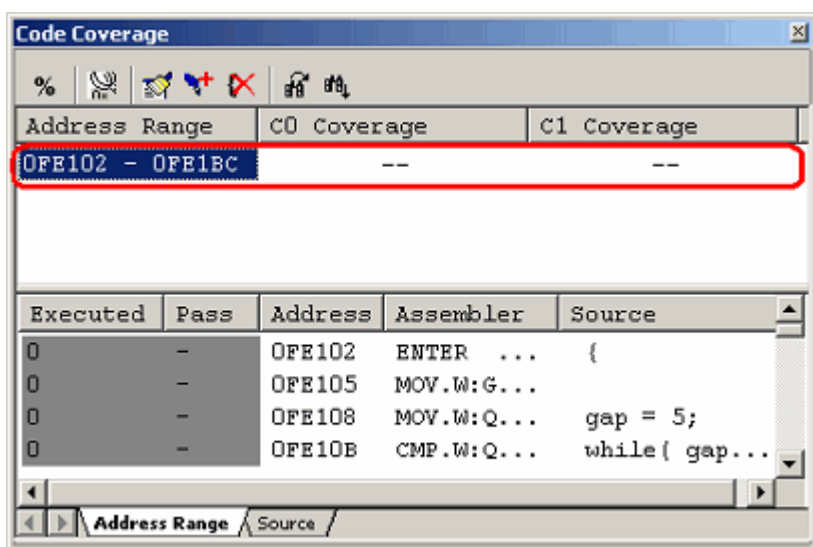 Code Coverage
%
Address Range C0 Coverage C1 Coverage
0FE102 - 0FE1BC -- --
Executed Pass Address Assembler Source
0 - 0FE102 ENTER ... {
0 - 0FE105 MOV.W:G...
0 - 0FE108 MOV.W:Q... gap = 5;
0 - 0FE10B CMP.W:Q... while( gap...
Address Range Source